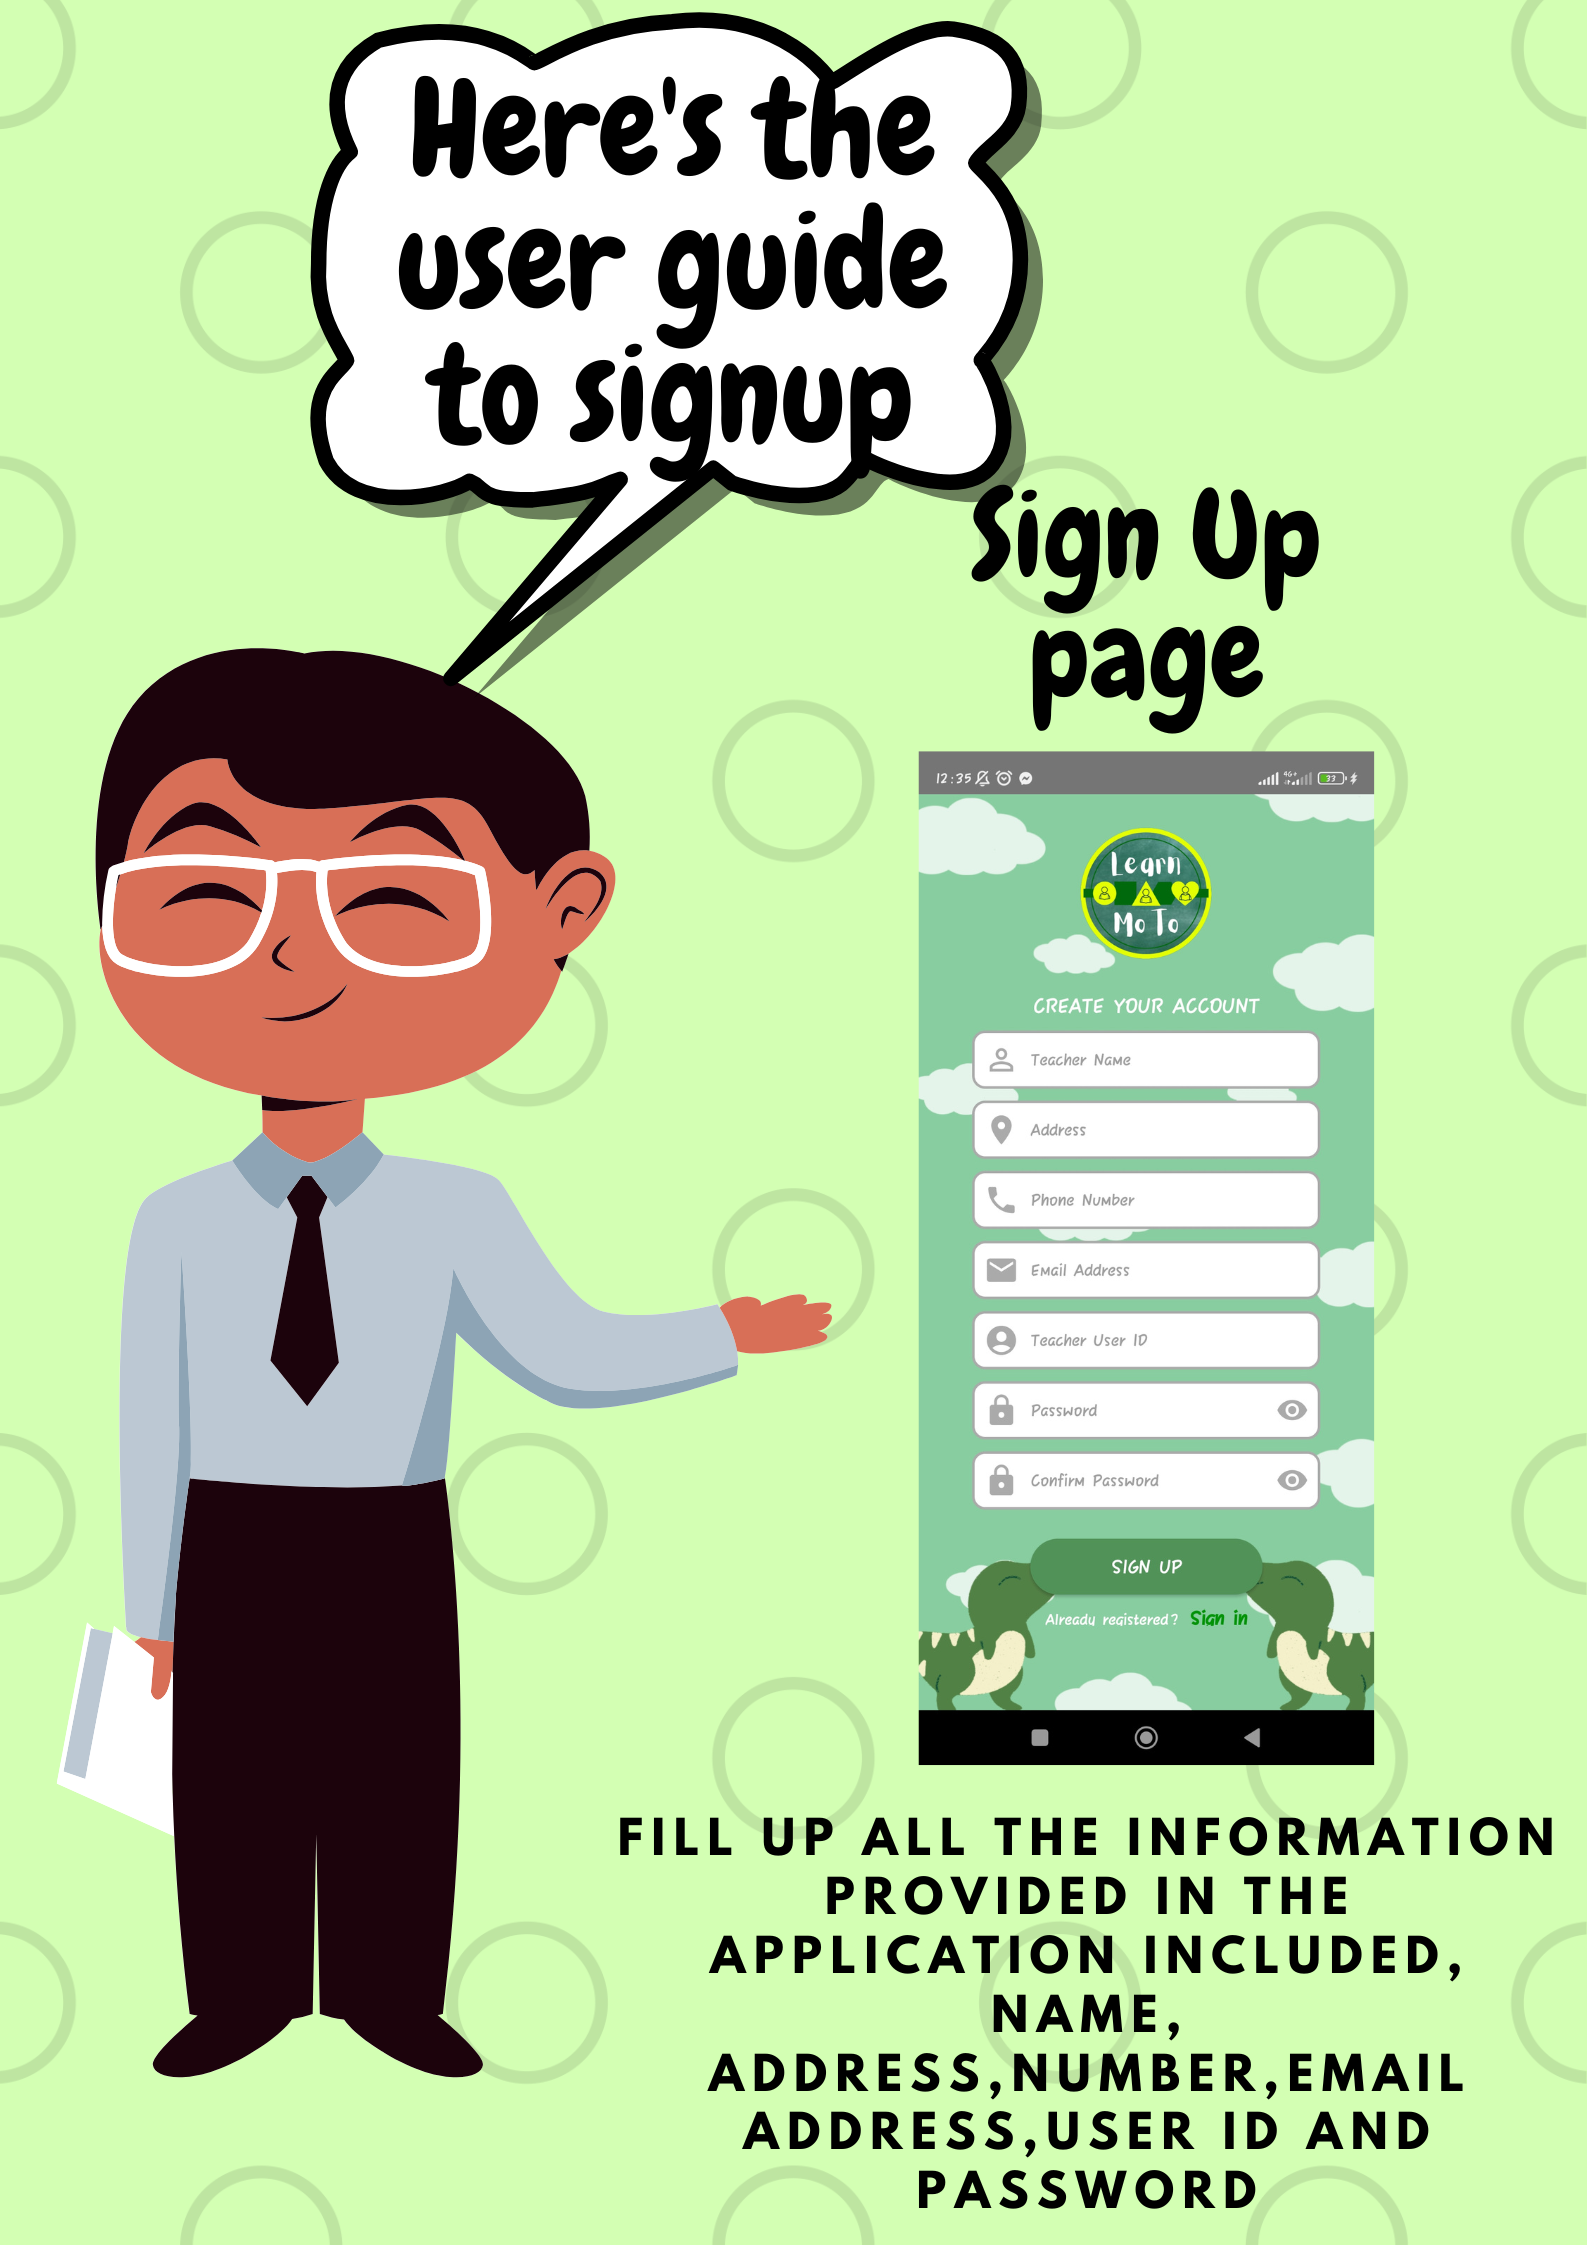 Here's the
user guide
to signup
Sign Up
page
12:35
4G+
33
Learn
Mo To
CREATE YOUR ACCOUNT
Teacher Name
Address
Phone Number
Email Address
Teacher User ID
Password
Confirm Password
SIGN UP
Already registered? Sign in
FILL UP ALL THE INFORMATION
PROVIDED IN THE
APPLICATION INCLUDED,
NAME,
ADDRESS,NUMBER,EMAIL
ADDRESS,USER ID AND
PASSWORD